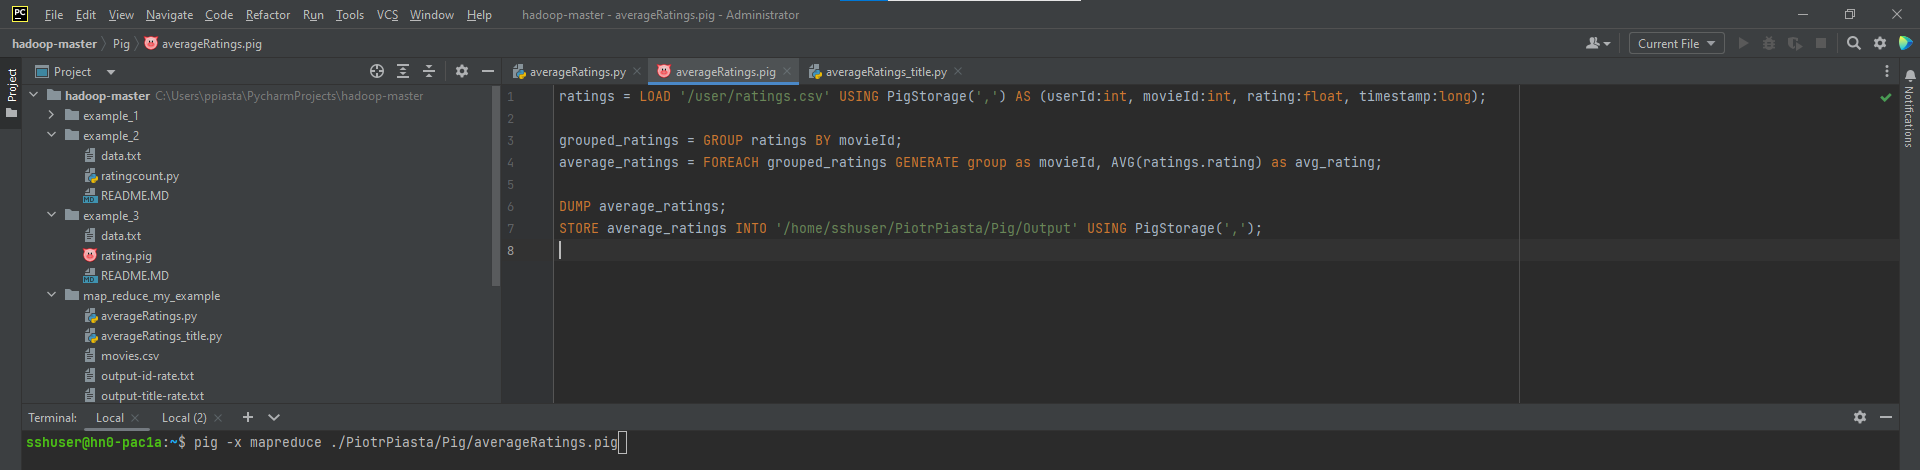 PC File Edit View Navigate Code Refactor Run Tools VCS Window Help hadoop-master - averageRatings.pig - Administrator
hadoop-master Pig averageRatings.pig Current File
Project
Project
averageRatings.py averageRatings.pig averageRatings_title.py
hadoop-master C:\Users\ppiasta\PycharmProjects\hadoop-master
example_1
example_2
data.txt
ratingcount.py
README.MD
example_3
data.txt
rating.pig
README.MD
map_reduce_my_example
averageRatings.py
averageRatings_title.py
movies.csv
output-id-rate.txt
output-title-rate.txt
1 ratings = LOAD '/user/ratings.csv' USING PigStorage(',') AS (userId:int, movieId:int, rating:float, timestamp:long);
2
3 grouped_ratings = GROUP ratings BY movieId;
4 average_ratings = FOREACH grouped_ratings GENERATE group as movieId, AVG(ratings.rating) as avg_rating;
5
6 DUMP average_ratings;
7 STORE average_ratings INTO '/home/sshuser/PiotrPiasta/Pig/Output' USING PigStorage(',');
8
Notifications
Terminal: Local Local (2)
sshuser@hn0-pac1a:~$ pig -x mapreduce ./PiotrPiasta/Pig/averageRatings.pig